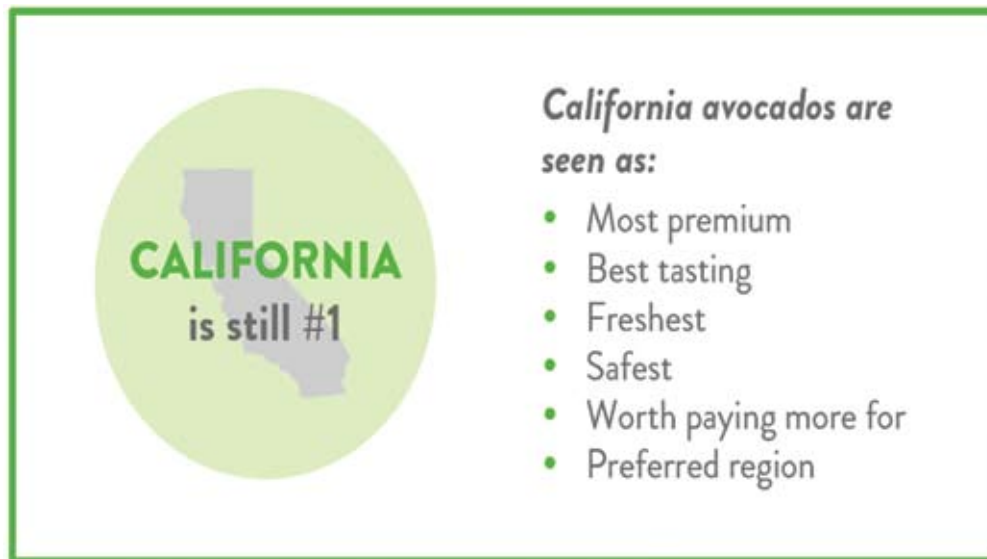 CALIFORNIA
is still #1
California avocados are
seen as:
• Most premium
• Best tasting
• Freshest
• Safest
• Worth paying more for
• Preferred region